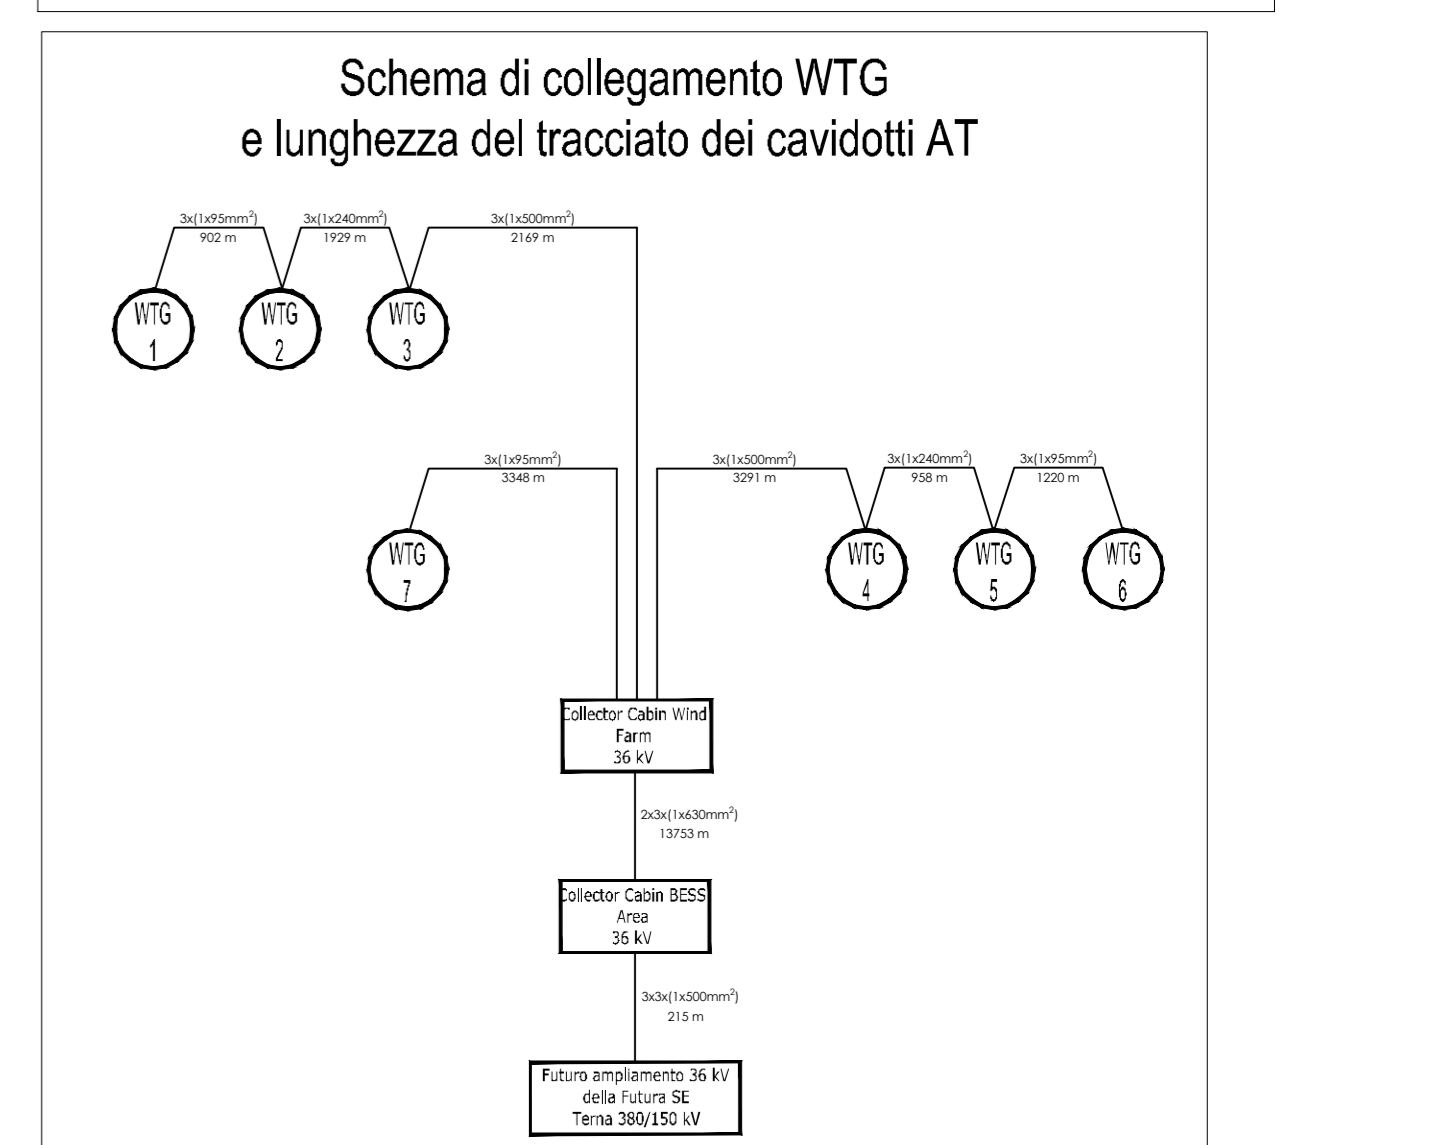 Schema di collegamento WTG
e lunghezza del tracciato dei cavidotti AT
3x(1x95mm²)
902 m
3x(1x240mm²)
1929 m
3x(1x500mm²)
2169 m
WTG
1
WTG
2
WTG
3
3x(1x95mm²)
3348 m
3x(1x500mm²)
3291 m
3x(1x240mm²)
958 m
3x(1x95mm²)
1220 m
WTG
7
WTG
4
WTG
5
WTG
6
Collector Cabin Wind
Farm
36 kV
2x3x(1x630mm²)
13753 m
Collector Cabin BESS
Area
36 kV
3x3x(1x500mm²)
215 m
Futuro ampliamento 36 kV
della Futura SE
Terna 380/150 kV